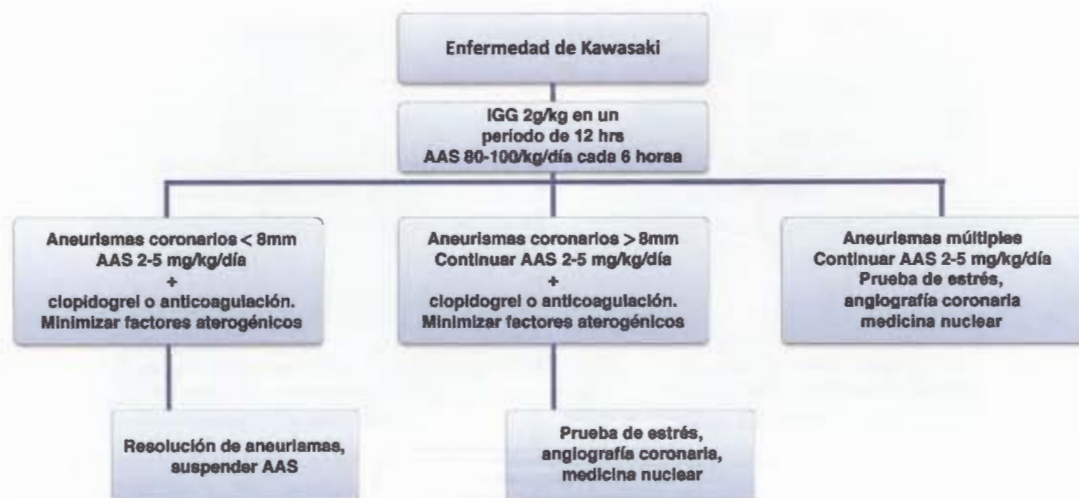 Enfermedad de Kawasaki
IGG 2g/kg en un
período de 12 hrs
AAS 80-100/kg/día cada 6 horaa
Aneurismas coronarios < 8mm
AAS 2-5 mg/kg/día
+
clopidogrel o anticoagulación.
Minimizar factores aterogénicos
Aneurismas coronarios > 8mm
Continuar AAS 2-5 mg/kg/día
+
clopidogrel o anticoagulación.
Minimizar factores aterogénicos
Aneurismas múltiples
Continuar AAS 2-5 mg/kg/día
Prueba de estrés,
angiografía coronaria
medicina nuclear
Resolución de aneuriamas,
suspender AAS
Prueba de estrés,
angiografía coronaria,
medicina nuclear